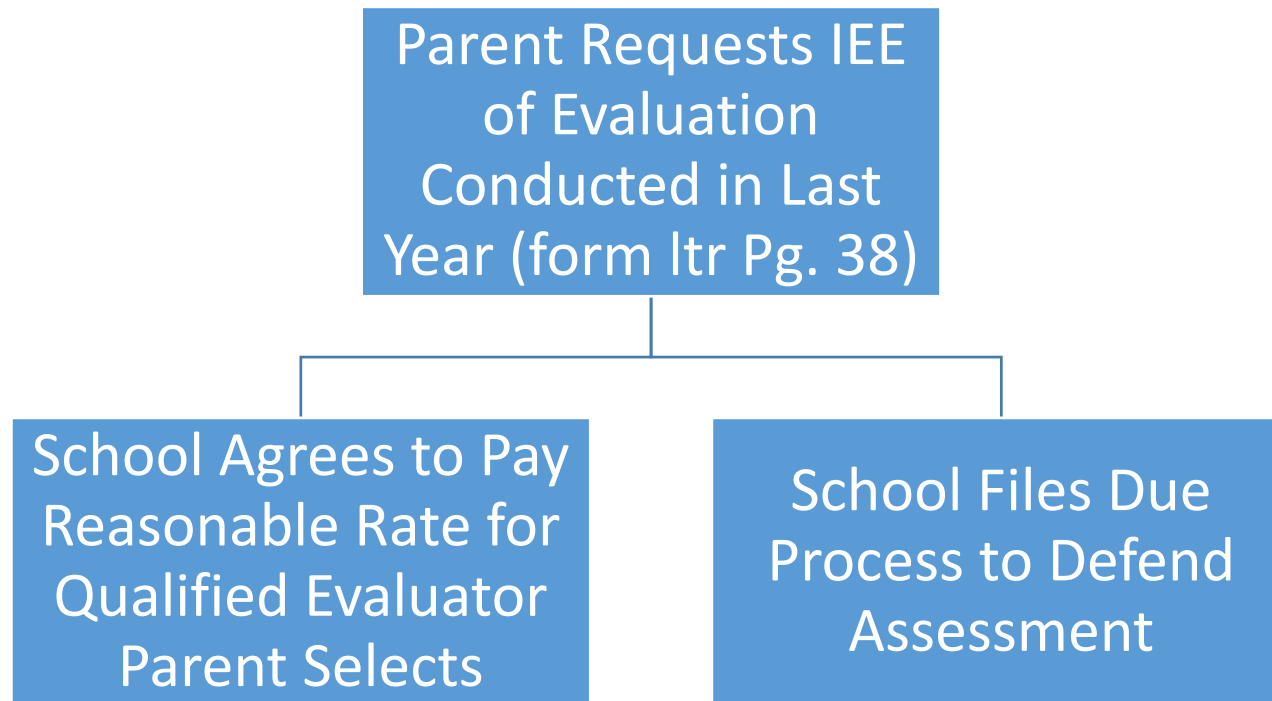 Parent Requests IEE
of Evaluation
Conducted in Last
Year (form ltr Pg. 38)
School Agrees to Pay
Reasonable Rate for
Qualified Evaluator
Parent Selects
School Files Due
Process to Defend
Assessment